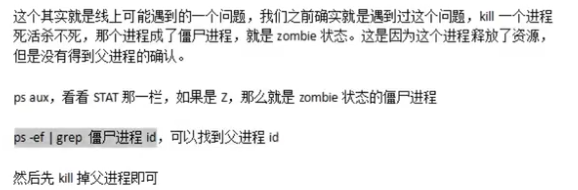 这个其实就是线上可能遇到的一个问题，我们之前确实就是遇到过这个问题，kill 一个进程
死活杀不死，那个进程成了僵尸进程，就是 zombie 状态。这是因为这个进程释放了资源，
但是没有得到父进程的确认。
ps aux，看看 STAT 那一栏，如果是 Z，那么就是 zombie 状态的僵尸进程
ps -ef | grep 僵尸进程 id，可以找到父进程 id
然后先 kill 掉父进程即可